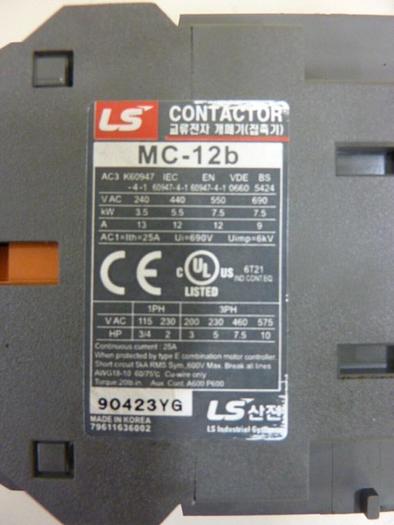 LS CONTACTOR
교류전자 개폐기(접촉기)
MC-12b
AC3 K60947 IEC EN VDE BS
-4-1 60947-4-1 60947-4-1 0660 5424
V AC 240 440 550 690
kW 3.5 5.5 7.5 7.5
A 13 12 12 9
AC1=Ith=25A Ui=690V Uimp=6kV
CE C UL US LISTED 6T21
IND CONT.EQ
1PH 3PH
V AC 115 230 200 230 460 575
HP 3/4 2 3 5 7.5 10
Continuous current : 25A
When protected by type E combination motor controller.
Short circuit 5kA RMS Sym.,600V Max. Break all lines
AWG18-10 60/75℃ Cu-wire only
Turque 20lb.in. Aux. Cont. A600 P600
90423YG
LS산전
MADE IN KOREA
79611636002
LS Industrial Systems